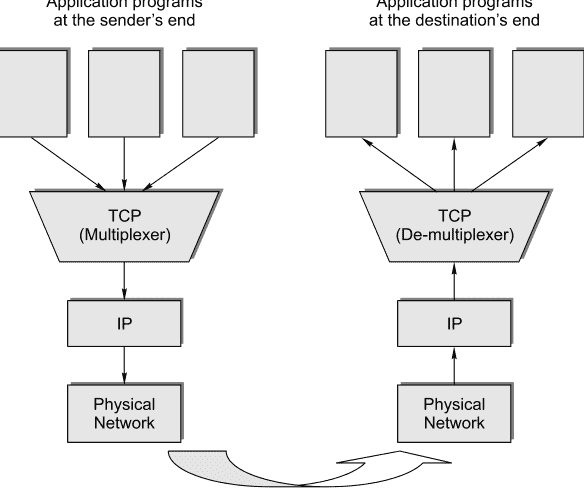 Application programs
at the sender's end
Application programs
at the destination's end
TCP
(Multiplexer)
TCP
(De-multiplexer)
IP
IP
Physical
Network
Physical
Network